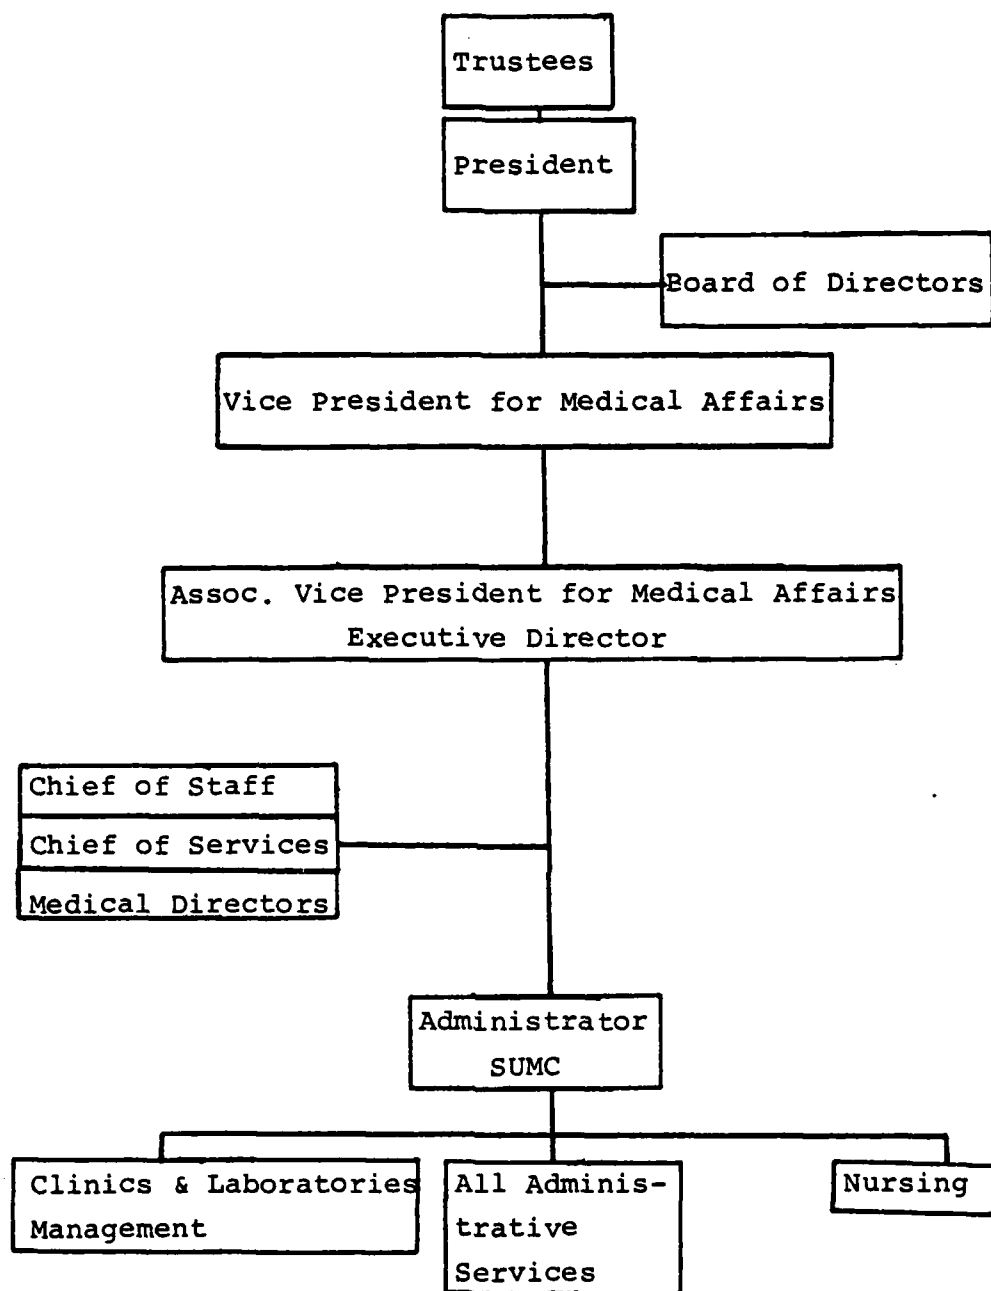 Trustees
President
Board of Directors
Vice President for Medical Affairs
Assoc. Vice President for Medical Affairs
Executive Director
Chief of Staff
Chief of Services
Medical Directors
Administrator
SUMC
Clinics & Laboratories
Management
All Adminis-
trative
Services
Nursing